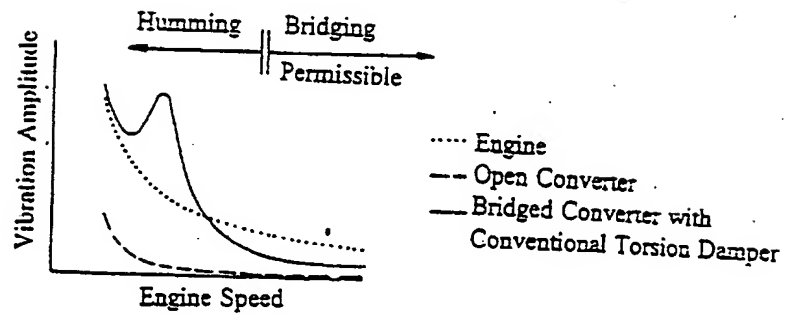 Humming
Bridging
Permissible
Vibration Amplitude
Engine
Open Converter
Bridged Converter with
Conventional Torsion Damper
Engine Speed